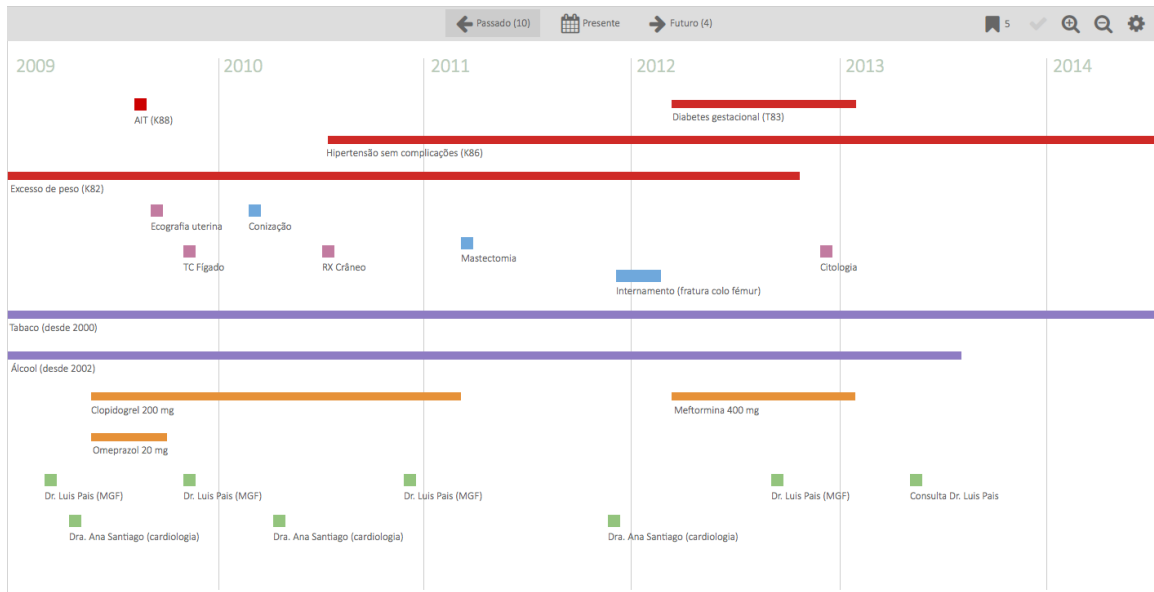 Passado (10)
Presente
Futuro (4)
5
2009
2010
2011
2012
2013
2014
AIT (K88)
Diabetes gestacional (T83)
Hipertensão sem complicações (K86)
Excesso de peso (K82)
Ecografia uterina
Conização
TC Fígado
RX Crâneo
Mastectomia
Citologia
Internamento (fratura colo fémur)
Tabaco (desde 2000)
Álcool (desde 2002)
Clopidogrel 200 mg
Meftormina 400 mg
Omeprazol 20 mg
Dr. Luis Pais (MGF)
Dr. Luis Pais (MGF)
Dr. Luis Pais (MGF)
Dr. Luis Pais (MGF)
Consulta Dr. Luis Pais
Dra. Ana Santiago (cardiologia)
Dra. Ana Santiago (cardiologia)
Dra. Ana Santiago (cardiologia)